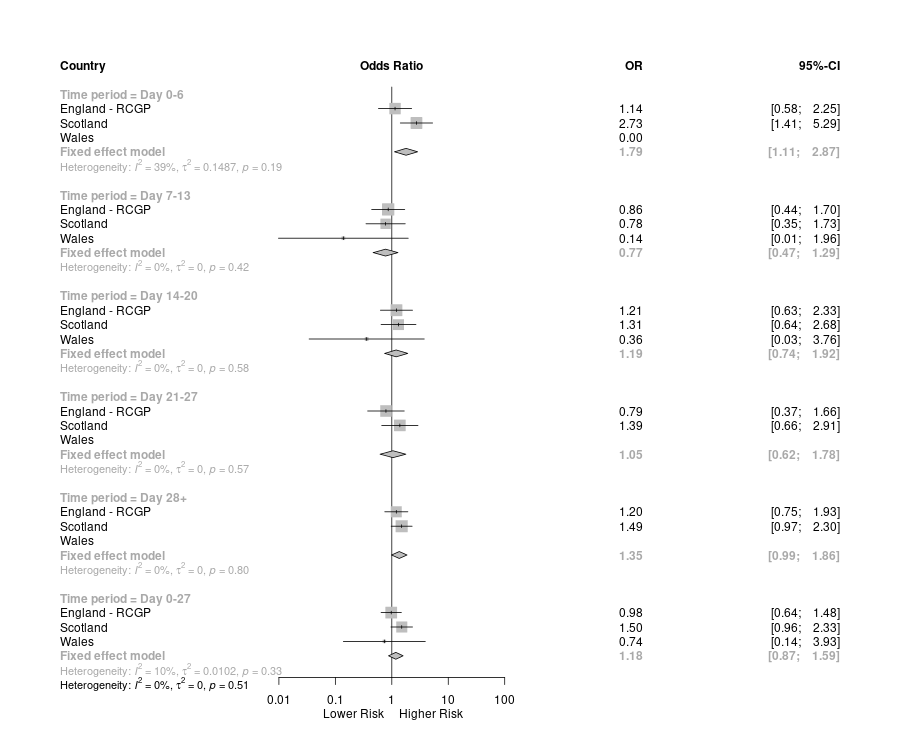 Country Odds Ratio OR 95%-CI
Time period = Day 0-6
England - RCGP 1.14 [0.58; 2.25]
Scotland 2.73 [1.41; 5.29]
Wales 0.00
Fixed effect model 1.79 [1.11; 2.87]
Heterogeneity: I² = 39%, τ² = 0.1487, p = 0.19
Time period = Day 7-13
England - RCGP 0.86 [0.44; 1.70]
Scotland 0.78 [0.35; 1.73]
Wales 0.14 [0.01; 1.96]
Fixed effect model 0.77 [0.47; 1.29]
Heterogeneity: I² = 0%, τ² = 0, p = 0.42
Time period = Day 14-20
England - RCGP 1.21 [0.63; 2.33]
Scotland 1.31 [0.64; 2.68]
Wales 0.36 [0.03; 3.76]
Fixed effect model 1.19 [0.74; 1.92]
Heterogeneity: I² = 0%, τ² = 0, p = 0.58
Time period = Day 21-27
England - RCGP 0.79 [0.37; 1.66]
Scotland 1.39 [0.66; 2.91]
Wales
Fixed effect model 1.05 [0.62; 1.78]
Heterogeneity: I² = 0%, τ² = 0, p = 0.57
Time period = Day 28+
England - RCGP 1.20 [0.75; 1.93]
Scotland 1.49 [0.97; 2.30]
Wales
Fixed effect model 1.35 [0.99; 1.86]
Heterogeneity: I² = 0%, τ² = 0, p = 0.80
Time period = Day 0-27
England - RCGP 0.98 [0.64; 1.48]
Scotland 1.50 [0.96; 2.33]
Wales 0.74 [0.14; 3.93]
Fixed effect model 1.18 [0.87; 1.59]
Heterogeneity: I² = 10%, τ² = 0.0102, p = 0.33
Heterogeneity: I² = 0%, τ² = 0, p = 0.51
0.01 0.1 1 10 100
Lower Risk Higher Risk